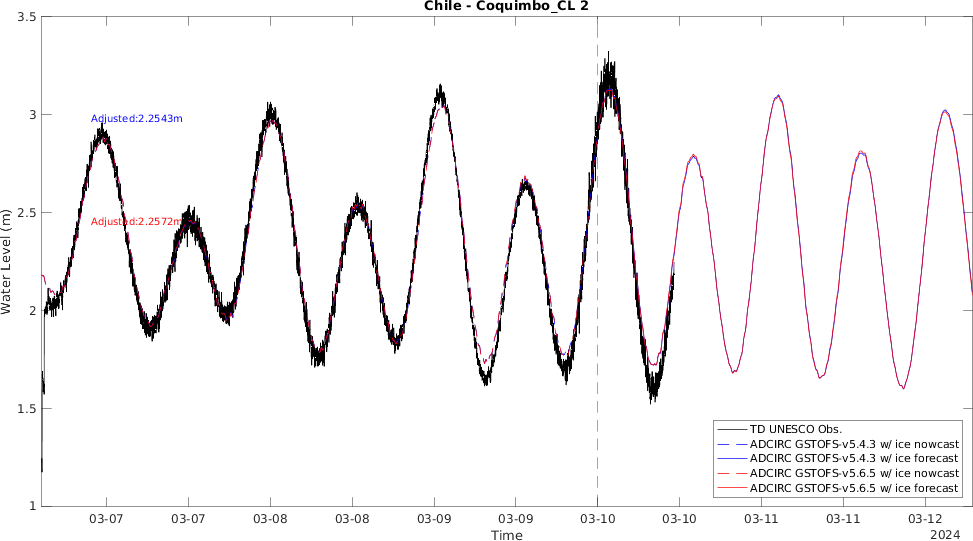 Chile - Coquimbo_CL 2
3.5
3
2.5
2
1.5
1
Water Level (m)
Adjusted:2.2543m
Adjusted:2.2572m
TD UNESCO Obs.
ADCIRC GSTOFS-v5.4.3 w/ ice nowcast
ADCIRC GSTOFS-v5.4.3 w/ ice forecast
ADCIRC GSTOFS-v5.6.5 w/ ice nowcast
ADCIRC GSTOFS-v5.6.5 w/ ice forecast
03-07 03-07 03-08 03-08 03-09 03-09 03-10 03-10 03-11 03-11 03-12
Time
2024